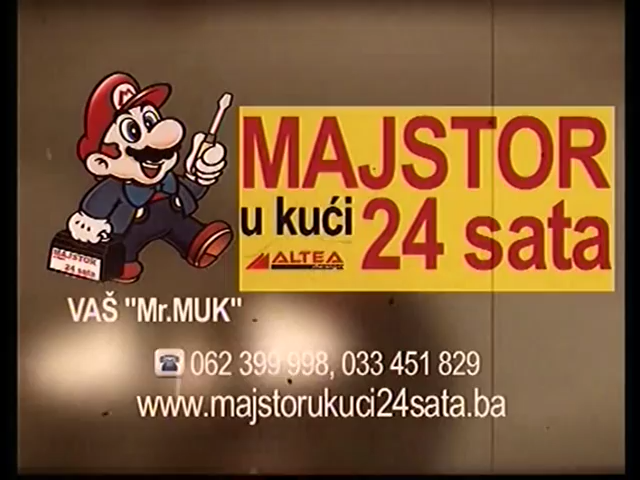 M
MAJSTOR
u kući 24 sata
ALTEA
MAJSTOR
24 sata
VAŠ "Mr.MUK"
062 399 998, 033 451 829
www.majstorukuci24sata.ba